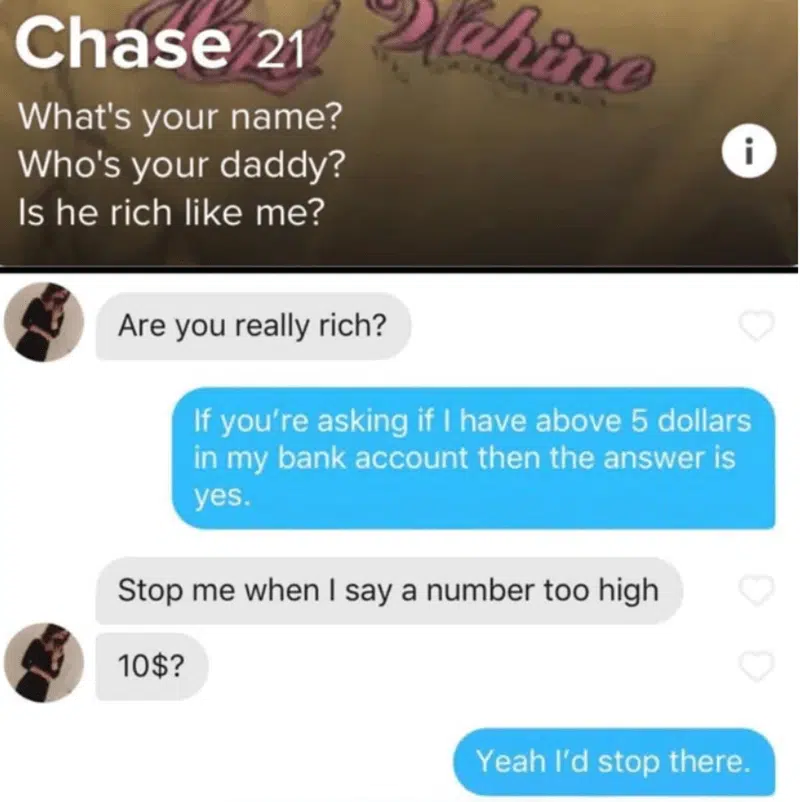 Chase 21
Wahine
What's your name?
Who's your daddy?
Is he rich like me?
i
Are you really rich?
If you’re asking if I have above 5 dollars
in my bank account then the answer is
yes.
Stop me when I say a number too high
10$?
Yeah I’d stop there.